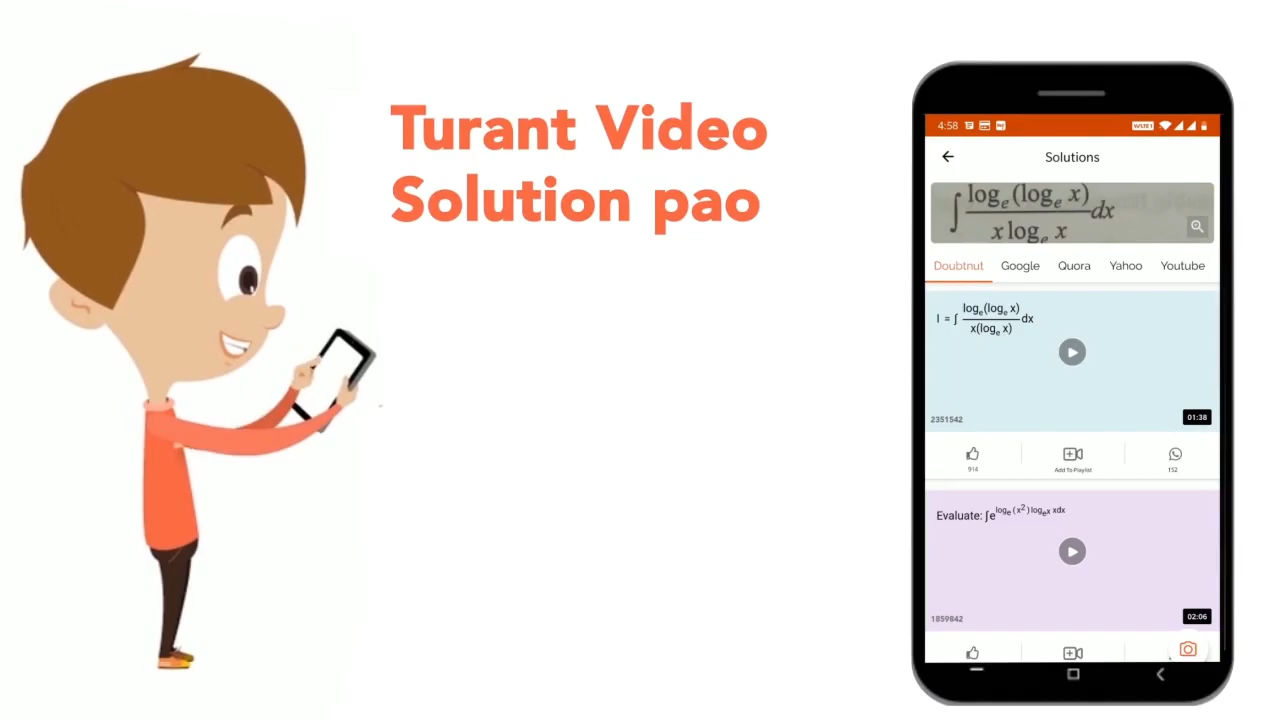 Turant Video
Solution pao
4:58
VoLTE1
Solutions
∫ logₑ(logₑ x) / x logₑ x dx
Doubtnut Google Quora Yahoo Youtube
I = ∫ logₑ(logₑ x) / x(logₑ x) dx
2351542 01:38
914 Add To Playlist 152
Evaluate: ∫e^logₑ(x²)logₑx xdx
1859842 02:06